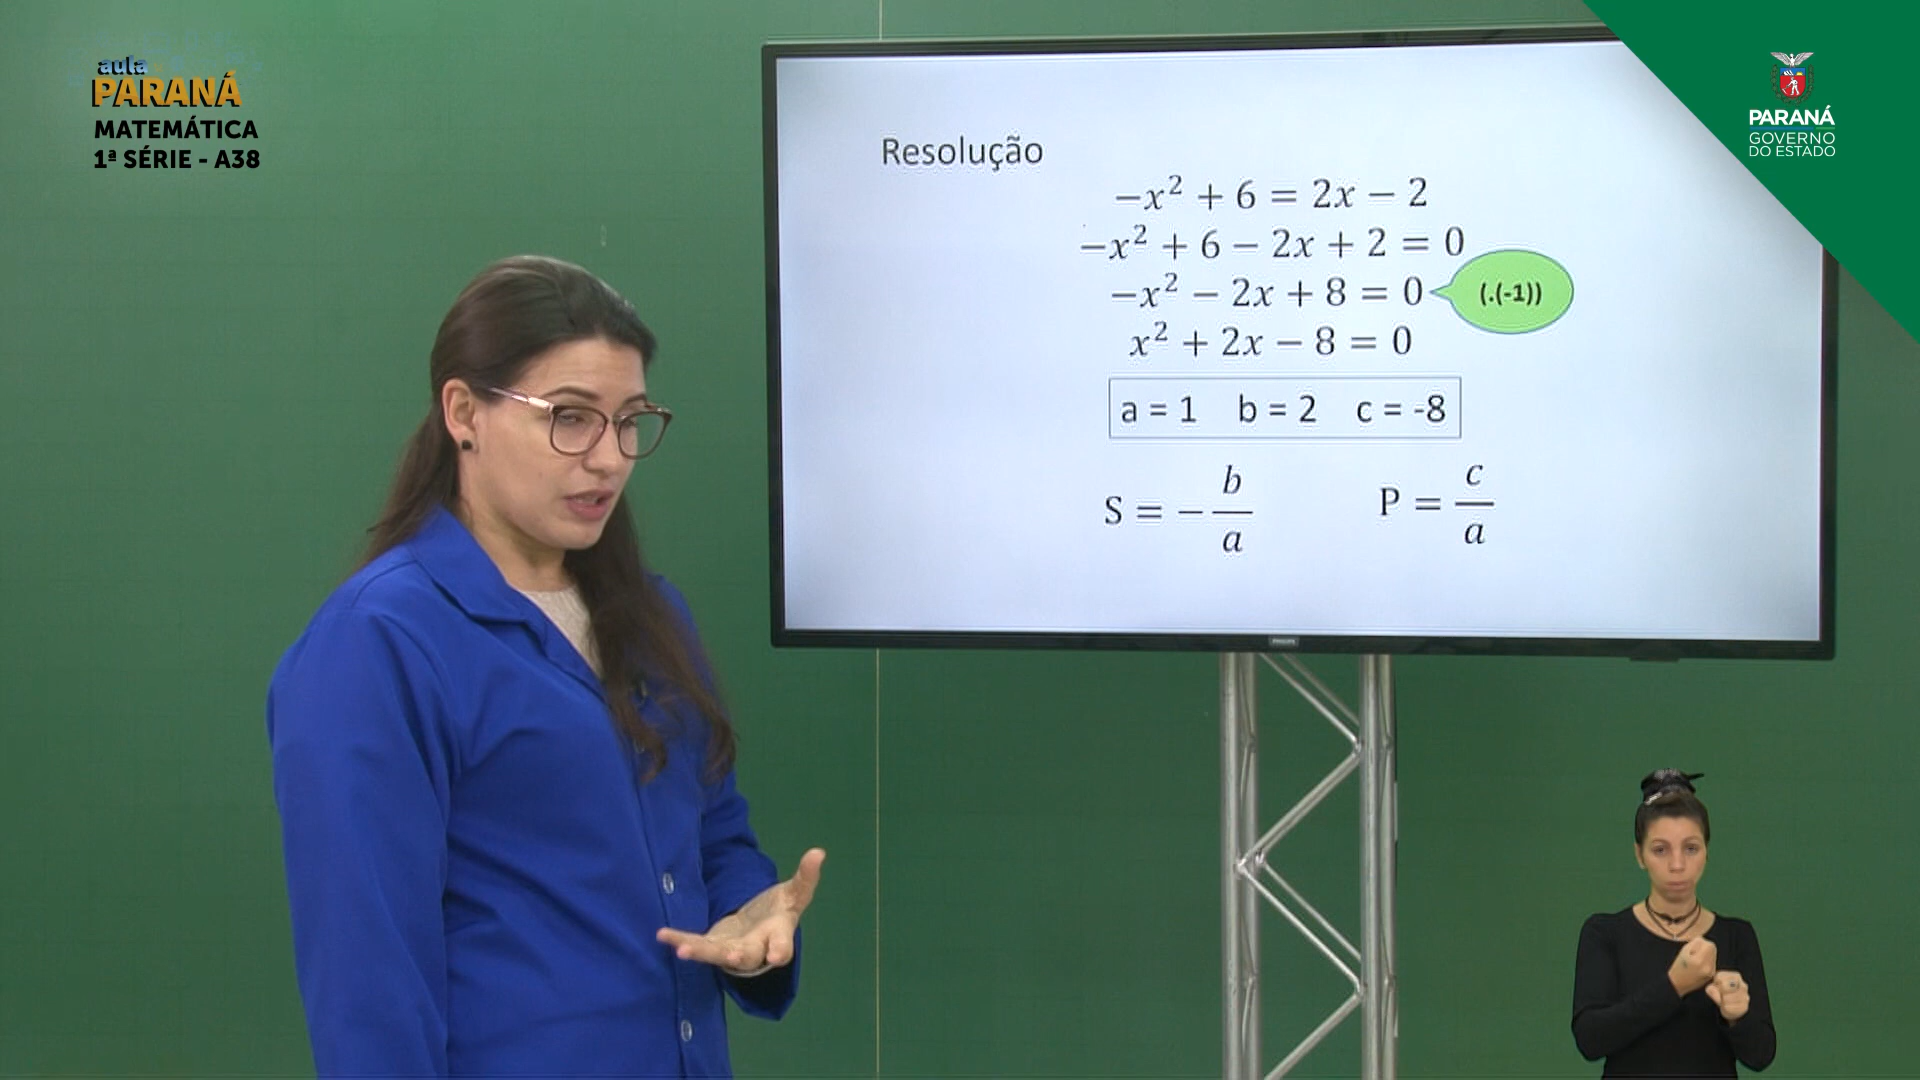 aula
PARANÁ
MATEMÁTICA
1ª SÉRIE - A38
PARANÁ
GOVERNO
DO ESTADO
Resolução
−x² + 6 = 2x − 2
−x² + 6 − 2x + 2 = 0
−x² − 2x + 8 = 0 (.(-1))
x² + 2x − 8 = 0
a = 1 b = 2 c = -8
S = − b/a P = c/a
PHILIPS